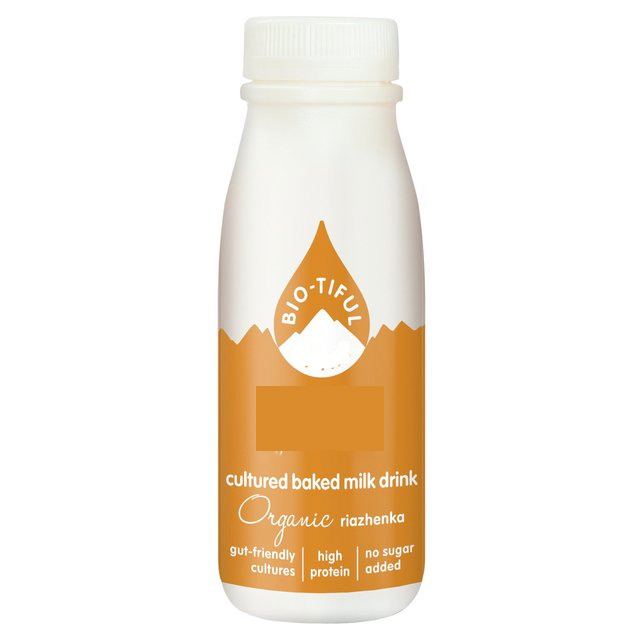 BIO-TIFUL
cultured baked milk drink
Organic riazhenka
gut-friendly cultures
high protein
no sugar added